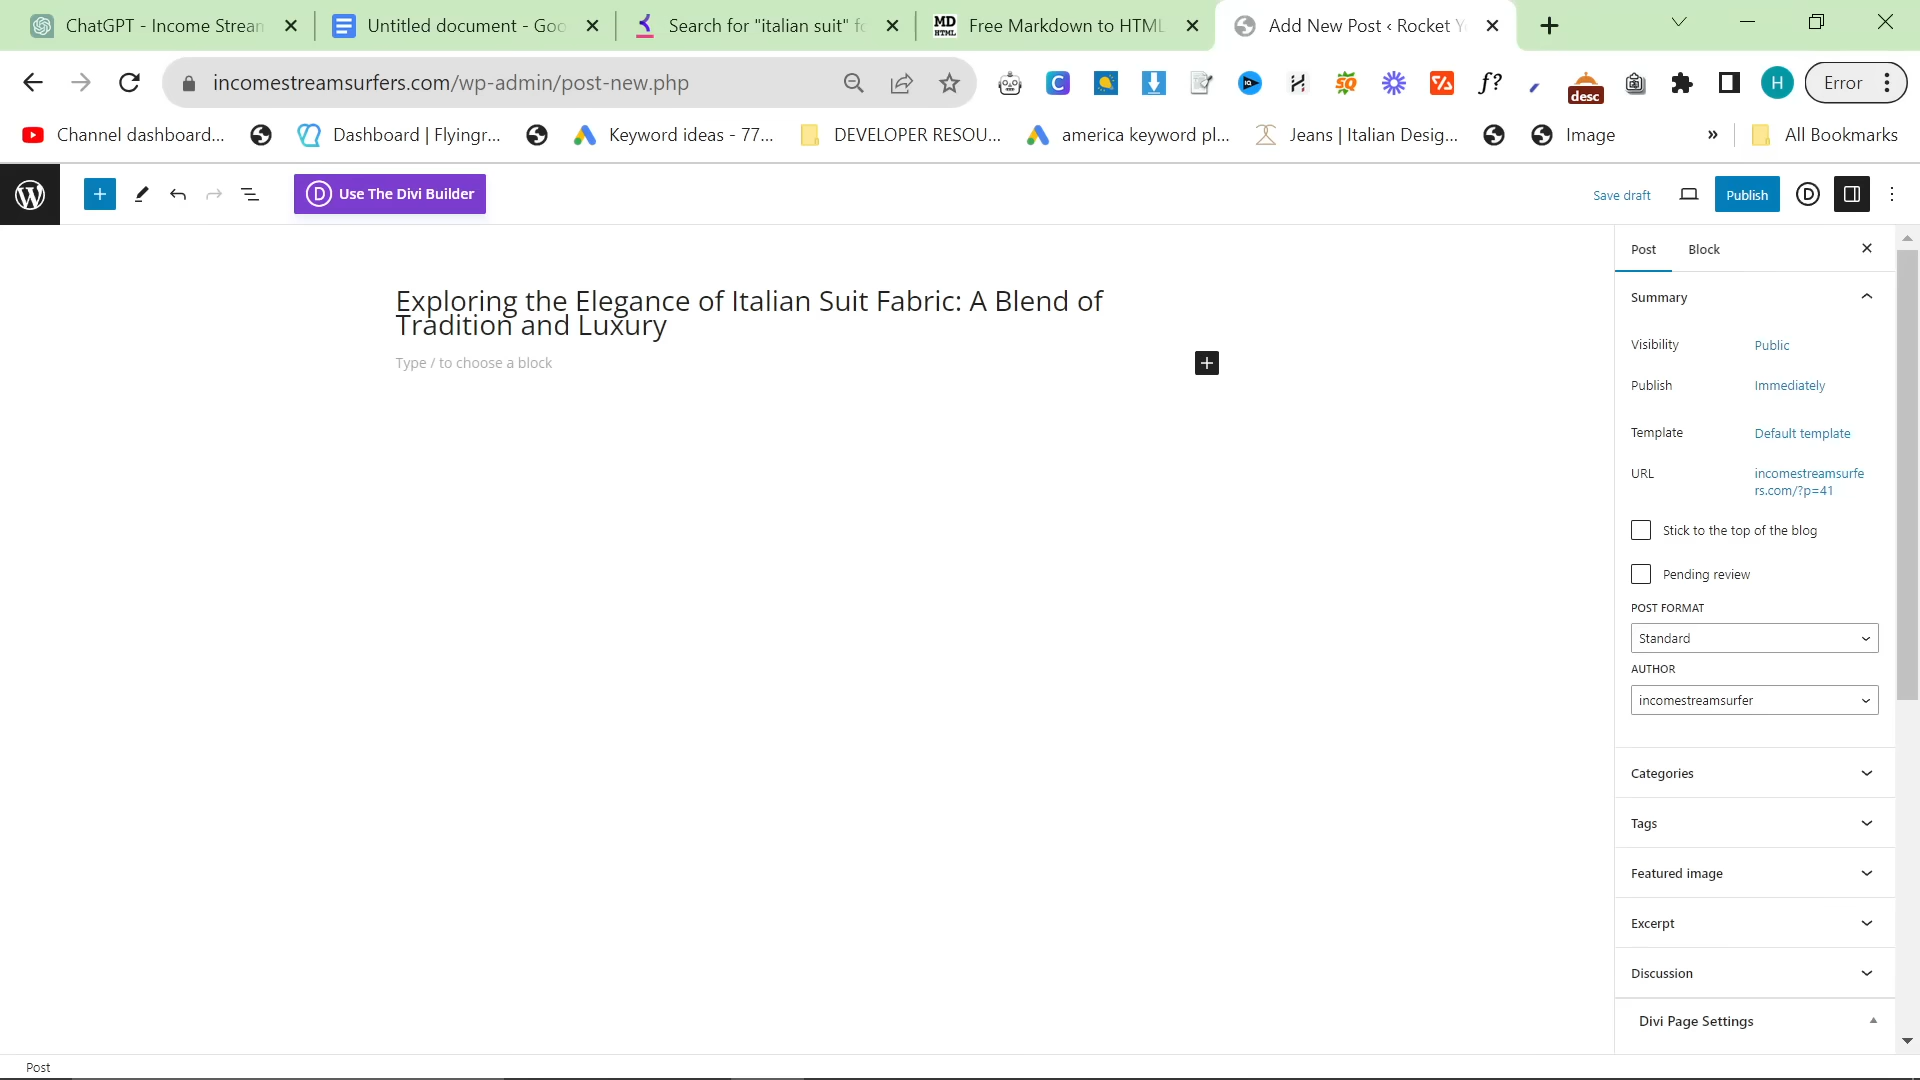 ChatGPT - Income Stream
Untitled document - Goo
Search for "italian suit" fo
MD HTML
Free Markdown to HTML
Add New Post ‹ Rocket Y
incomestreamsurfers.com/wp-admin/post-new.php
C
SQ
f?
desc
H
Error
Channel dashboard...
Dashboard | Flyingr...
Keyword ideas - 77...
DEVELOPER RESOU...
america keyword pl...
Jeans | Italian Desig...
Image
»
All Bookmarks
D Use The Divi Builder
Save draft
Publish
D
Post
Block
Exploring the Elegance of Italian Suit Fabric: A Blend of
Tradition and Luxury
Type / to choose a block
Summary
Visibility
Public
Publish
Immediately
Template
Default template
URL
incomestreamsurfe
rs.com/?p=41
Stick to the top of the blog
Pending review
POST FORMAT
Standard
AUTHOR
incomestreamsurfer
Categories
Tags
Featured image
Excerpt
Discussion
Divi Page Settings
Post